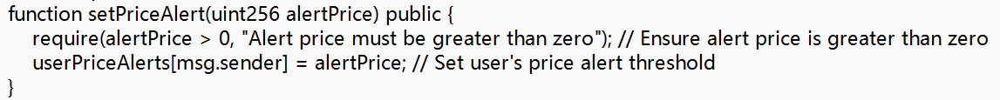 function setPriceAlert(uint256 alertPrice) public {
    require(alertPrice > 0, "Alert price must be greater than zero"); // Ensure alert price is greater than zero
    userPriceAlerts[msg.sender] = alertPrice; // Set user's price alert threshold
}